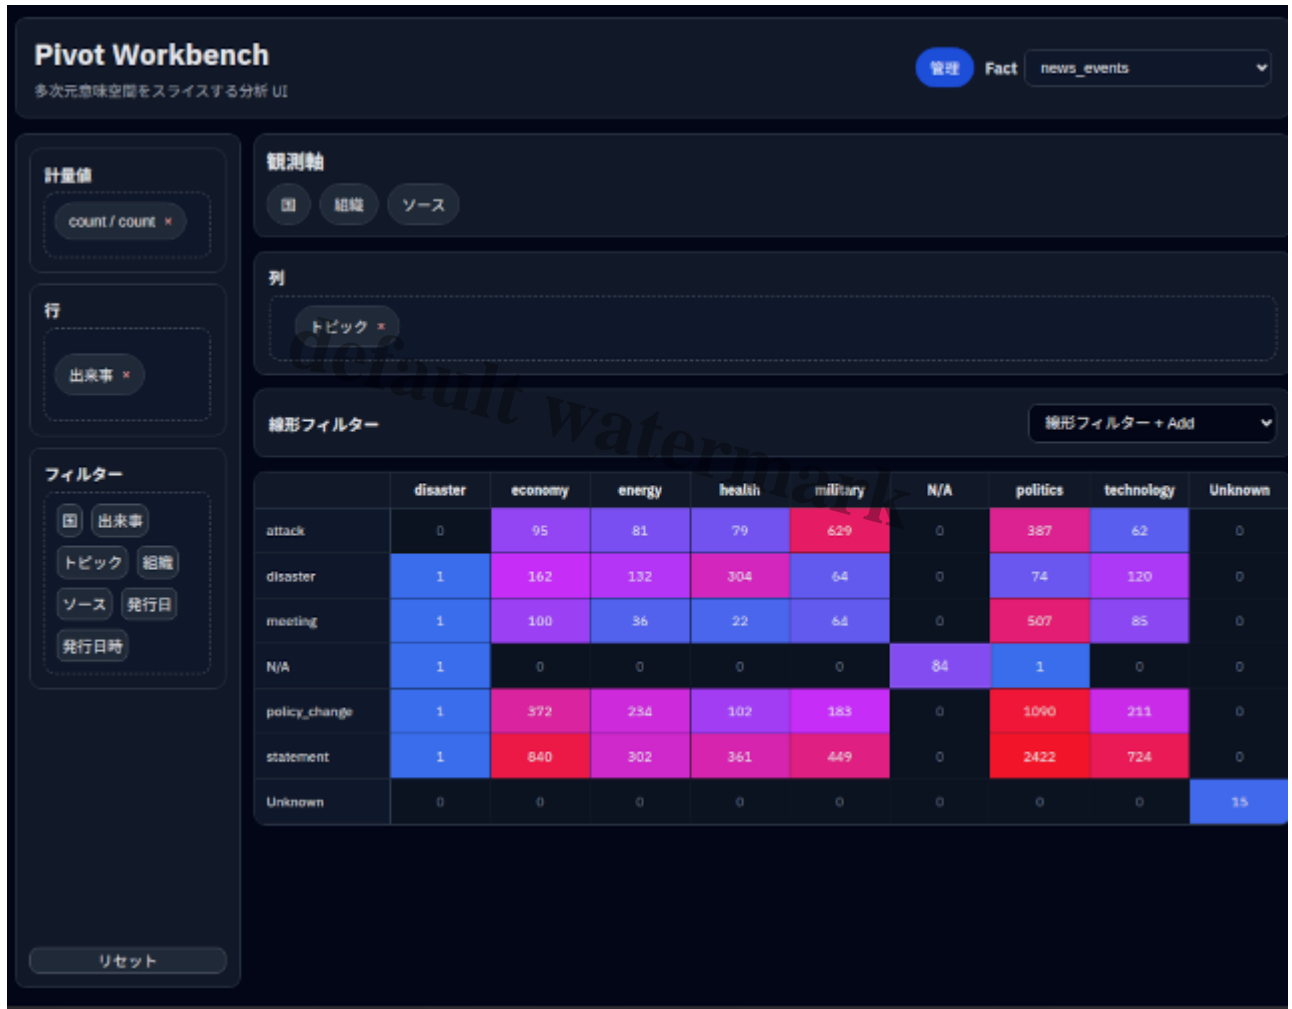 Pivot Workbench
多次元意味空間をスライスする分析 UI
管理 Fact news_events
計量値
count / count ×
行
出来事 ×
フィルター
国 出来事
トピック 組織
ソース 発行日
発行日時
リセット
観測軸
国 組織 ソース
列
トピック ×
線形フィルター 線形フィルター + Add
disaster economy energy health military N/A politics technology Unknown
attack 0 95 81 79 629 0 387 62 0
disaster 1 162 132 304 64 0 74 120 0
meeting 1 100 36 22 64 0 507 85 0
N/A 1 0 0 0 0 84 1 0 0
policy_change 1 372 234 102 183 0 1090 211 0
statement 1 840 302 361 449 0 2422 724 0
Unknown 0 0 0 0 0 0 0 0 15
default watermark